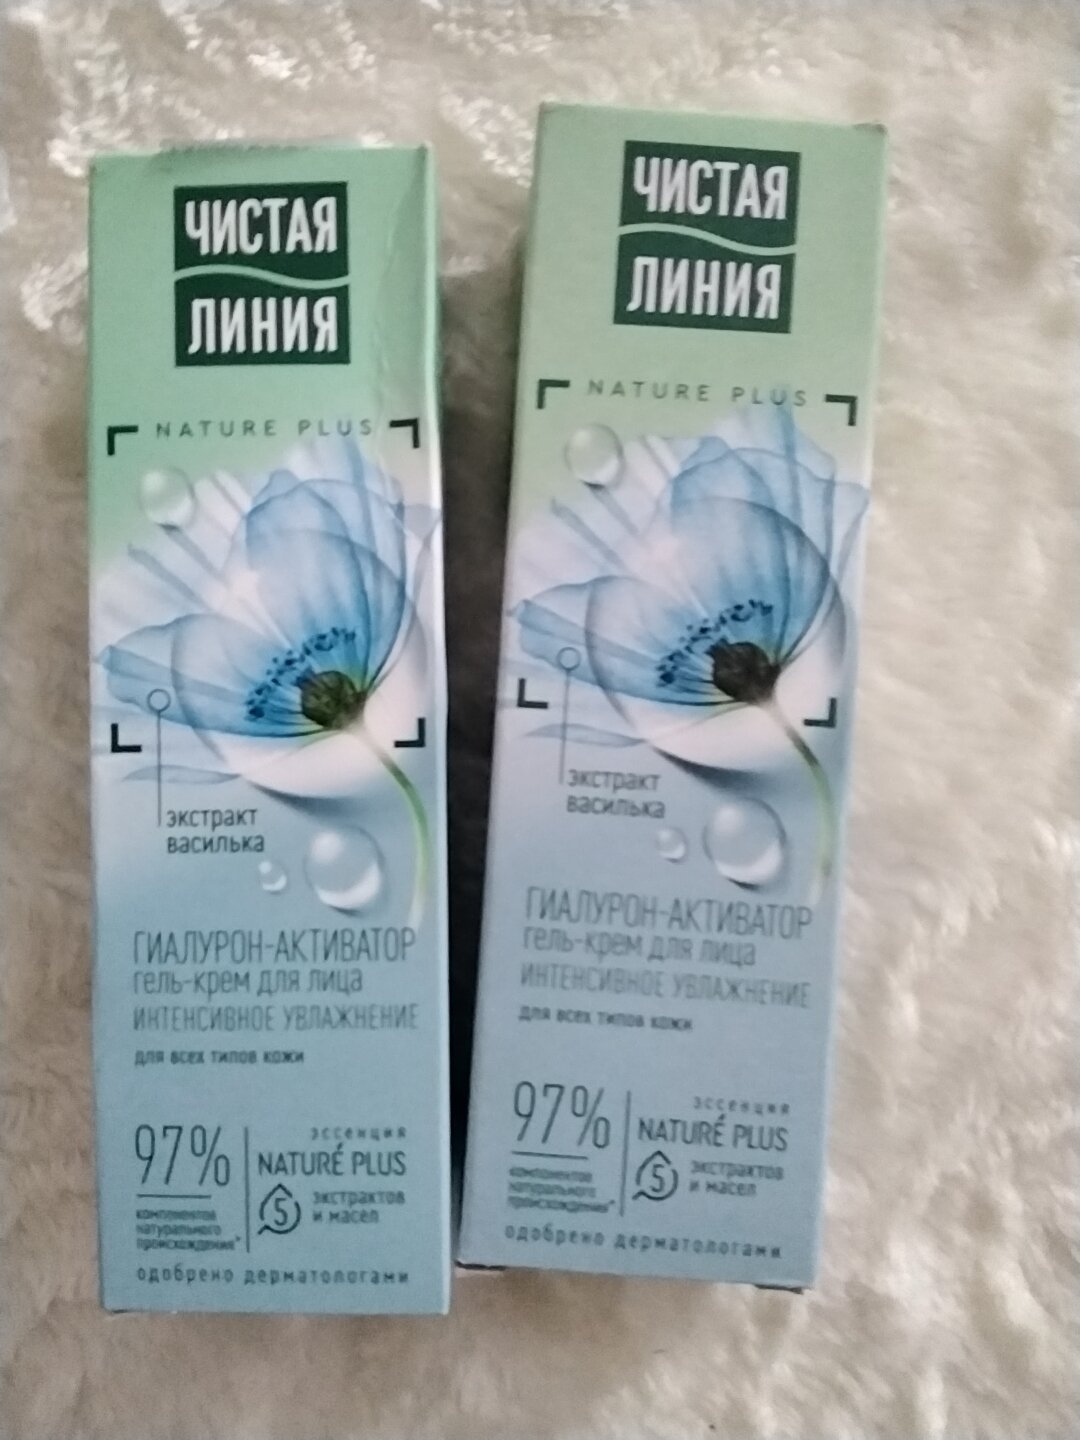 ЧИСТАЯ
ЛИНИЯ
NATURE PLUS
экстракт
василька
ГИАЛУРОН-АКТИВАТОР
гель-крем для лица
ИНТЕНСИВНОЕ УВЛАЖНЕНИЕ
для всех типов кожи
97%
компонентов
натурального
происхождения*
эссенция
NATURÉ PLUS
5
экстрактов
и масел
одобрено дерматологами
ЧИСТАЯ
ЛИНИЯ
NATURE PLUS
экстракт
василька
ГИАЛУРОН-АКТИВАТОР
гель-крем для лица
ИНТЕНСИВНОЕ УВЛАЖНЕНИЕ
для всех типов кожи
97%
компонентов
натурального
происхождения*
эссенция
NATURÉ PLUS
5
экстрактов
и масел
одобрено дерматологами